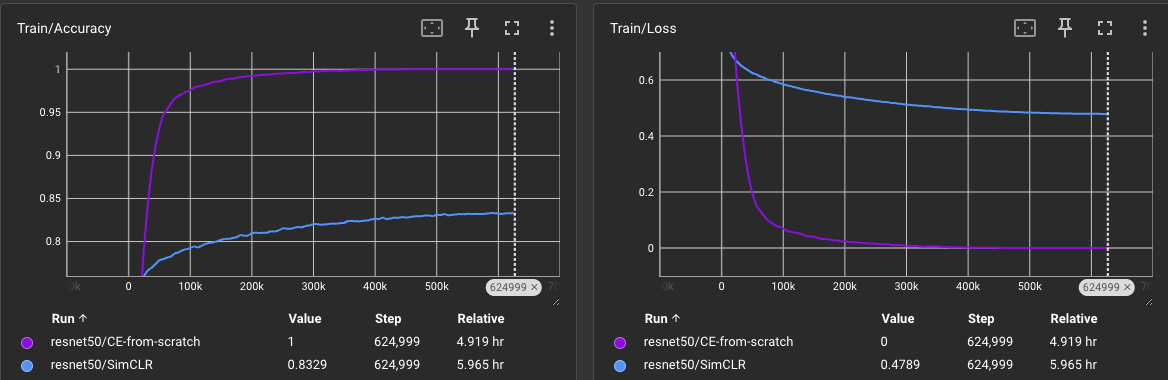 Train/Accuracy
1
0.95
0.9
0.85
0.8
0k 0 100k 200k 300k 400k 500k 624999 × 70
Run ↑ Value Step Relative
resnet50/CE-from-scratch 1 624,999 4.919 hr
resnet50/SimCLR 0.8329 624,999 5.965 hr
Train/Loss
0.6
0.4
0.2
0
0k 0 100k 200k 300k 400k 500k 624999 × 70
Run ↑ Value Step Relative
resnet50/CE-from-scratch 0 624,999 4.919 hr
resnet50/SimCLR 0.4789 624,999 5.965 hr